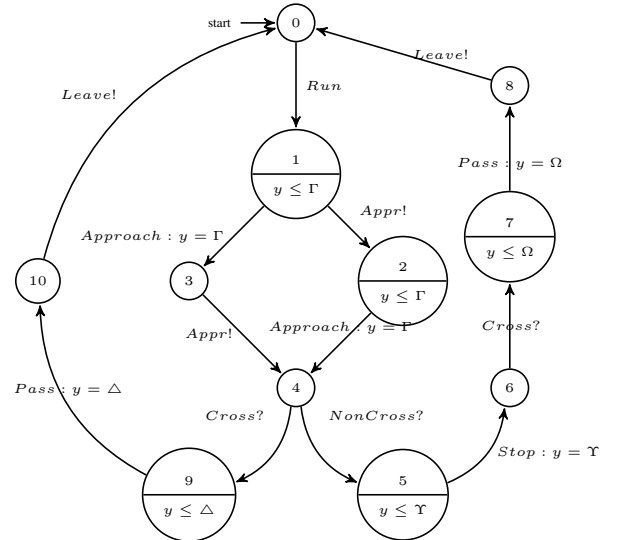 start
0
Leave!
8
Leave!
Run
1
y ≤ Γ
Pass : y = Ω
Appr!
7
y ≤ Ω
Approach : y = Γ
2
y ≤ Γ
10
3
Appr!
Approach : y = Γ
Cross?
Pass : y = △
4
6
Cross?
NonCross?
Stop : y = ϒ
9
y ≤ △
5
y ≤ ϒ